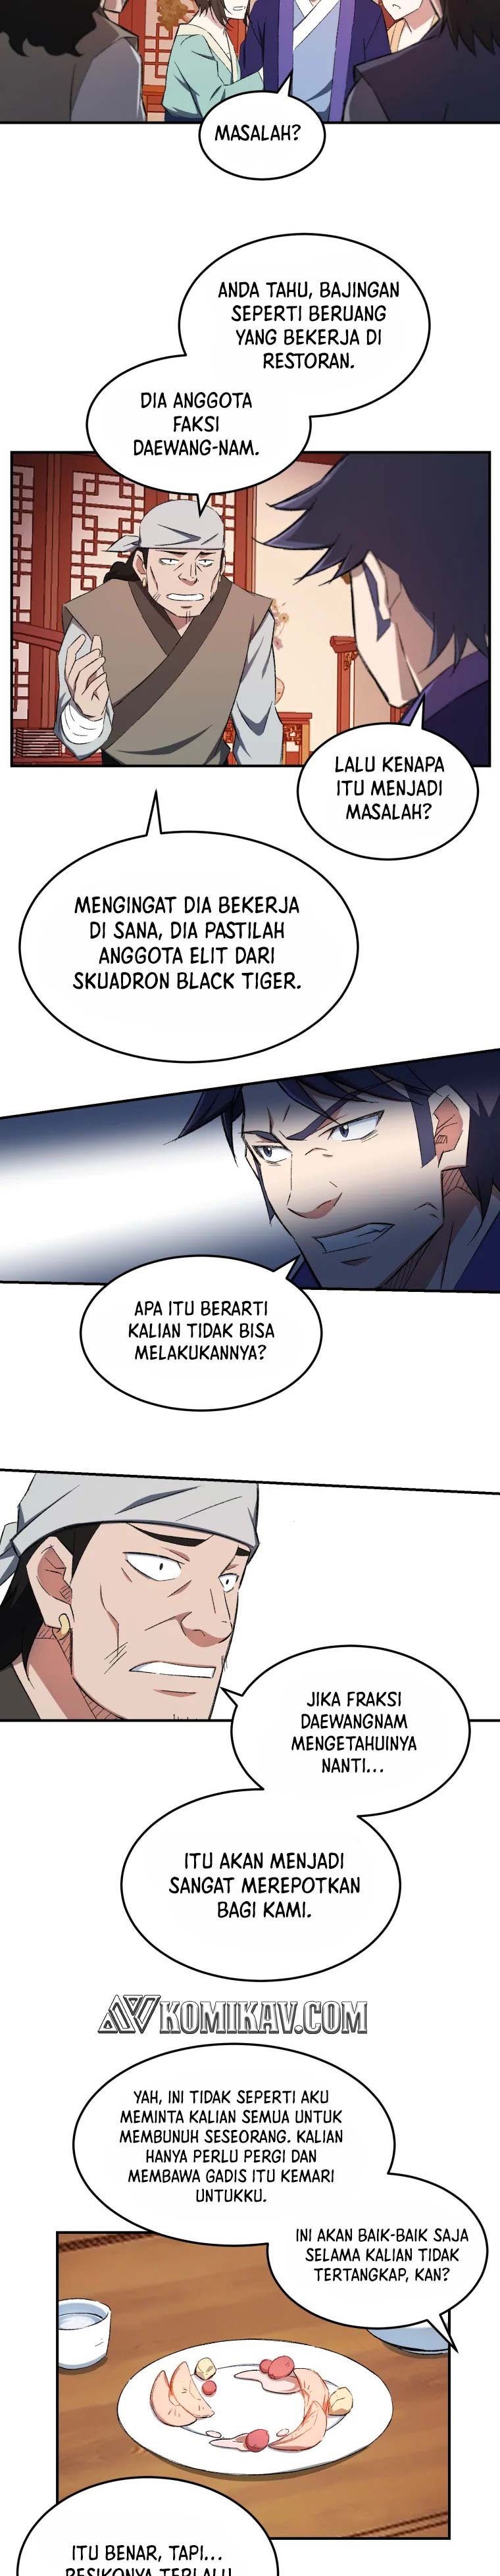 MASALAH?
ANDA TAHU, BAJINGAN
SEPERTI BERUANG
YANG BEKERJA DI
RESTORAN.
DIA ANGGOTA
FAKSI
DAEWANG-NAM.
LALU KENAPA
ITU MENJADI
MASALAH?
MENGINGAT DIA BEKERJA
DI SANA, DIA PASTILAH
ANGGOTA ELIT DARI
SKUADRON BLACK TIGER.
APA ITU BERARTI
KALIAN TIDAK BISA
MELAKUKANNYA?
JIKA FRAKSI
DAEWANGNAM
MENGETAHUINYA
NANTI...
ITU AKAN MENJADI
SANGAT MEREPOTKAN
BAGI KAMI.
KOMIKAV.COM
YAH, INI TIDAK SEPERTI AKU
MEMINTA KALIAN SEMUA UNTUK
MEMBUNUH SESEORANG. KALIAN
HANYA PERLU PERGI DAN
MEMBAWA GADIS ITU KEMARI
UNTUKKU.
INI AKAN BAIK-BAIK SAJA
SELAMA KALIAN TIDAK
TERTANGKAP, KAN?
ITU BENAR, TAPI...
RESIKONYA TERLALU